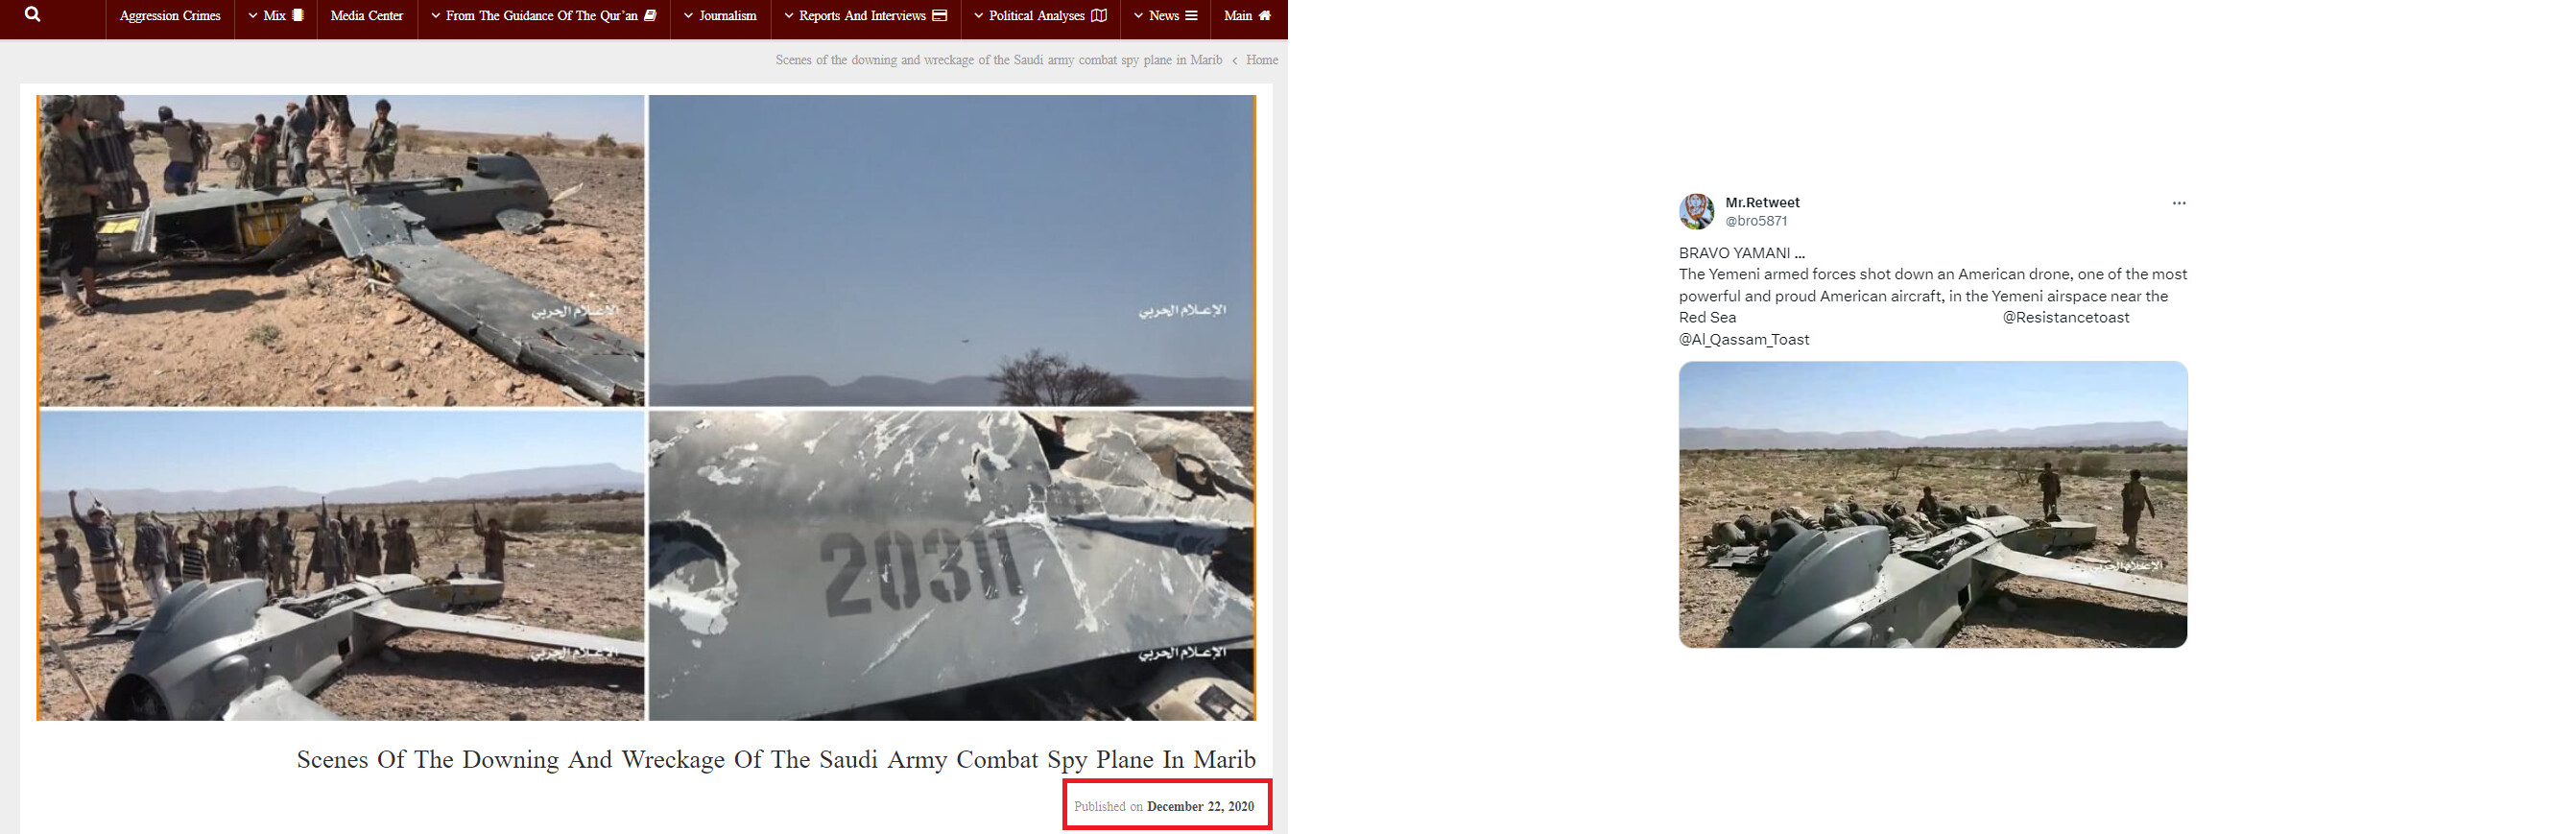 Aggression Crimes
Mix
Media Center
From The Guidance Of The Qur'an
Journalism
Reports And Interviews
Political Analyses
News
Main
Scenes of the downing and wreckage of the Saudi army combat spy plane in Marib < Home
الإعلام الحربي
الإعلام الحربي
الإعلام الحربي
2031
الإعلام الحربي
Scenes Of The Downing And Wreckage Of The Saudi Army Combat Spy Plane In Marib
Published on December 22, 2020
Mr.Retweet
@bro5871
BRAVO YAMANI ...
The Yemeni armed forces shot down an American drone, one of the most
powerful and proud American aircraft, in the Yemeni airspace near the
Red Sea @Resistancetoast
@Al_Qassam_Toast
الإعلام الحربي